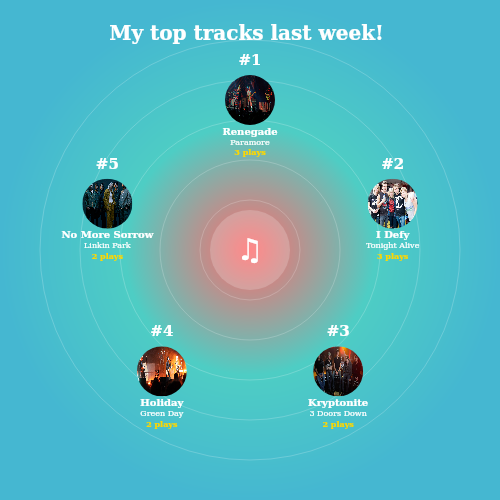 My top tracks last week!
#1
Renegade
Paramore
3 plays
#2
I Defy
Tonight Alive
3 plays
#3
Kryptonite
3 Doors Down
2 plays
#4
Holiday
Green Day
2 plays
#5
No More Sorrow
Linkin Park
2 plays